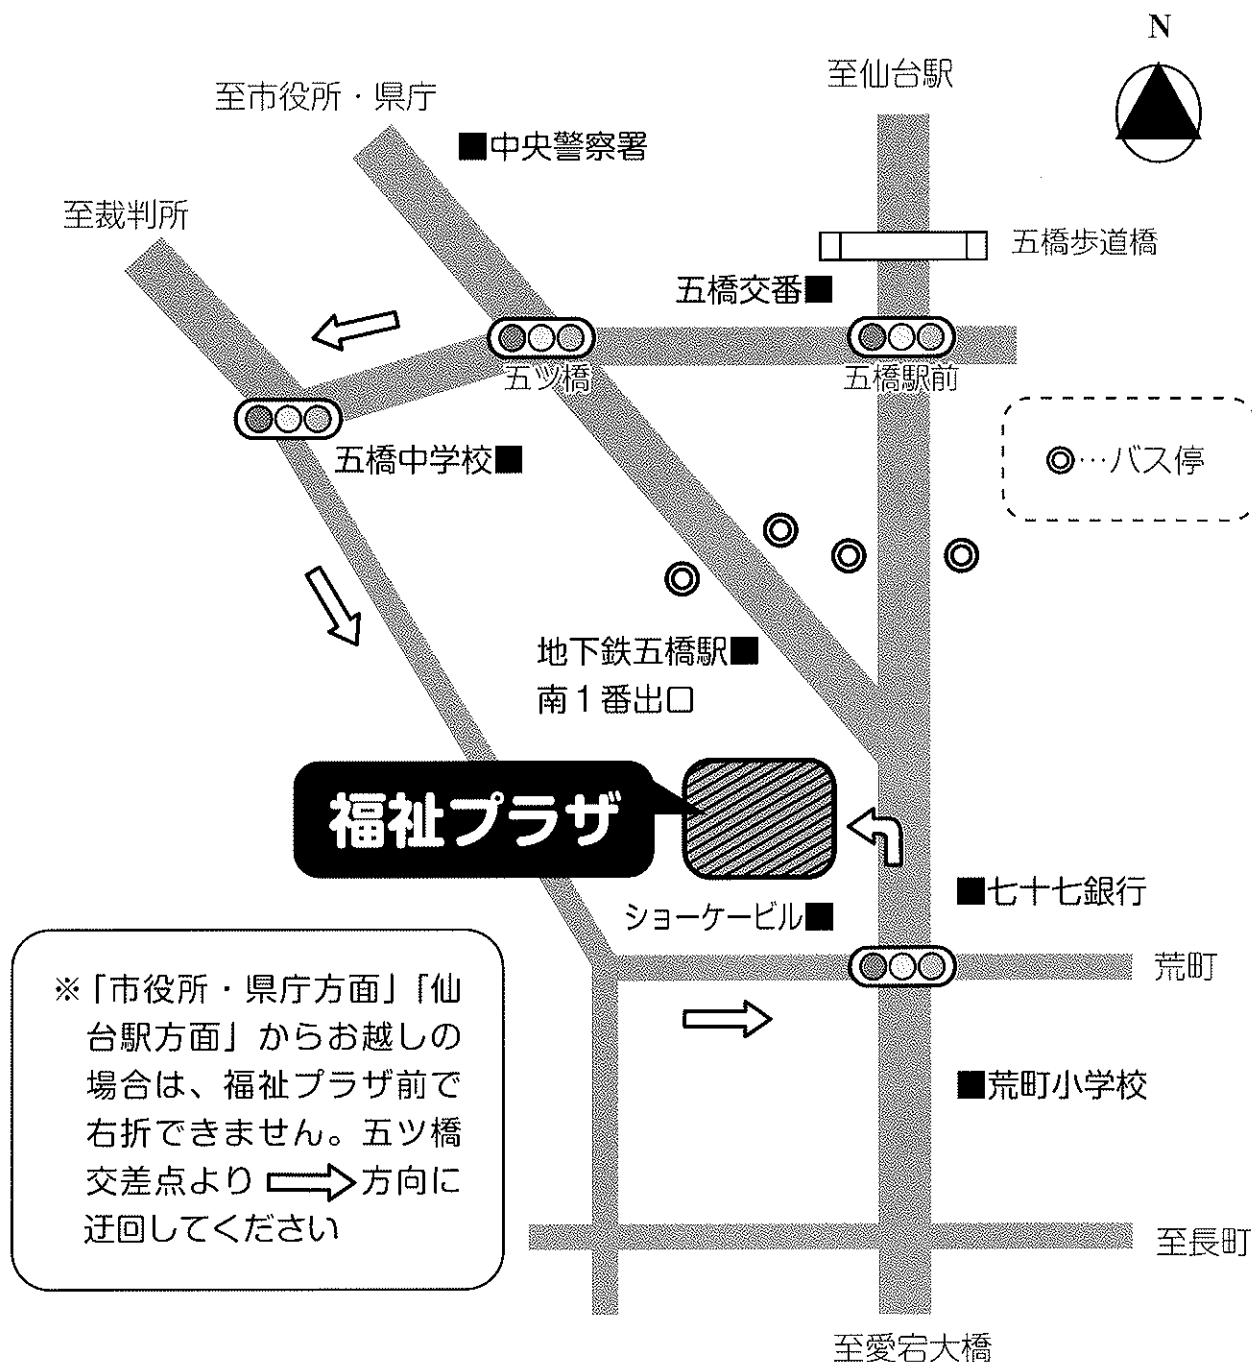 N
至仙台駅
至市役所・県庁
■中央警察署
至裁判所
五橋歩道橋
五橋交番■
五ツ橋
五橋駅前
五橋中学校■
◎…バス停
地下鉄五橋駅■
南1番出口
福祉プラザ
■七十七銀行
ショーケービル■
荒町
※「市役所・県庁方面」「仙
台駅方面」からお越しの
場合は、福祉プラザ前で
右折できません。五ツ橋
交差点より⇨方向に
迂回してください
■荒町小学校
至長町
至愛宕大橋